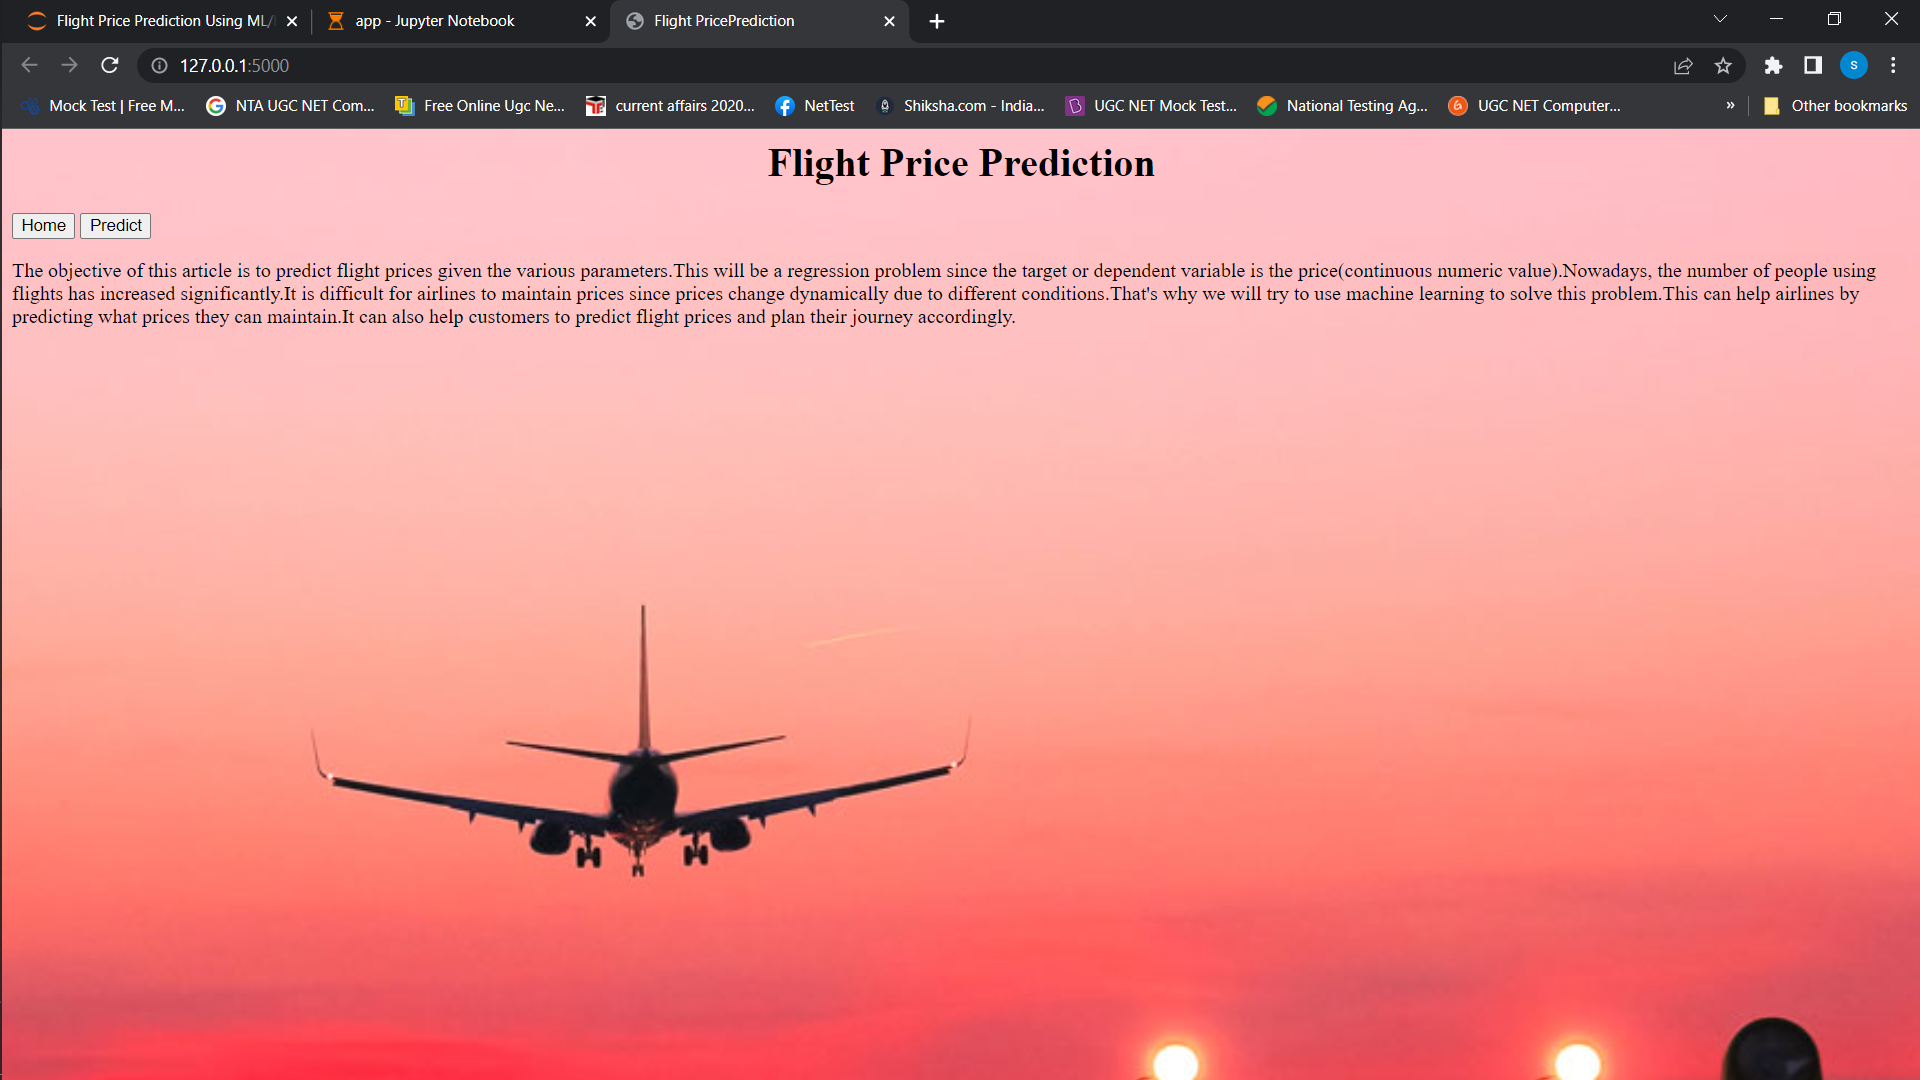 Flight Price Prediction Using ML/
app - Jupyter Notebook
Flight PricePrediction
127.0.0.1:5000
S
Mock Test | Free M...
NTA UGC NET Com...
Free Online Ugc Ne...
current affairs 2020...
NetTest
Shiksha.com - India...
UGC NET Mock Test...
National Testing Ag...
UGC NET Computer...
»
Other bookmarks
Flight Price Prediction
Home Predict
The objective of this article is to predict flight prices given the various parameters.This will be a regression problem since the target or dependent variable is the price(continuous numeric value).Nowadays, the number of people using
flights has increased significantly.It is difficult for airlines to maintain prices since prices change dynamically due to different conditions.That's why we will try to use machine learning to solve this problem.This can help airlines by
predicting what prices they can maintain.It can also help customers to predict flight prices and plan their journey accordingly.